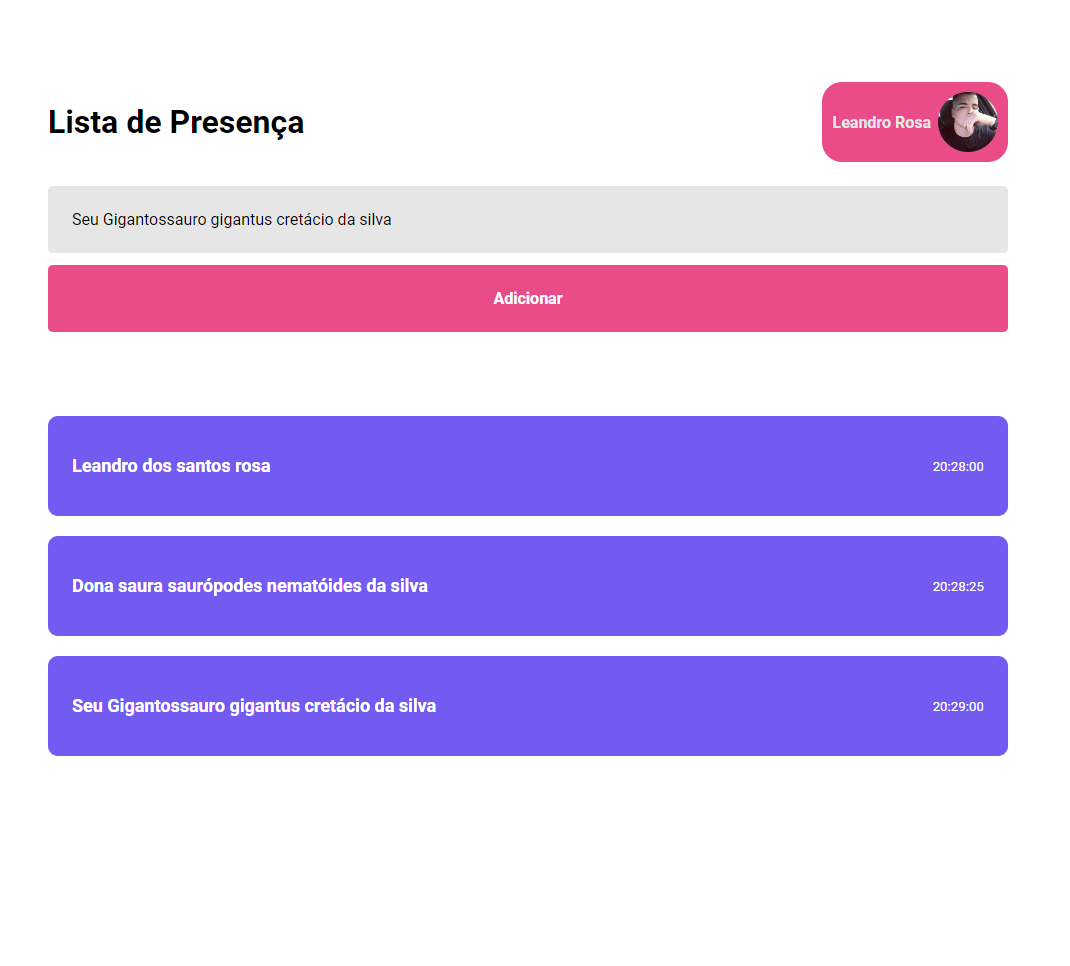 Lista de Presença
Leandro Rosa
Seu Gigantossauro gigantus cretácio da silva
Adicionar
Leandro dos santos rosa
20:28:00
Dona saura saurópodes nematóides da silva
20:28:25
Seu Gigantossauro gigantus cretácio da silva
20:29:00